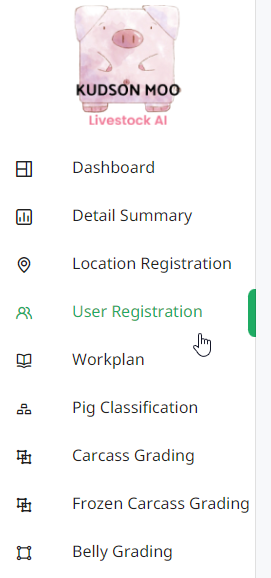 KUDSON MOO
Livestock AI
Dashboard
Detail Summary
Location Registration
User Registration
Workplan
Pig Classification
Carcass Grading
Frozen Carcass Grading
Belly Grading